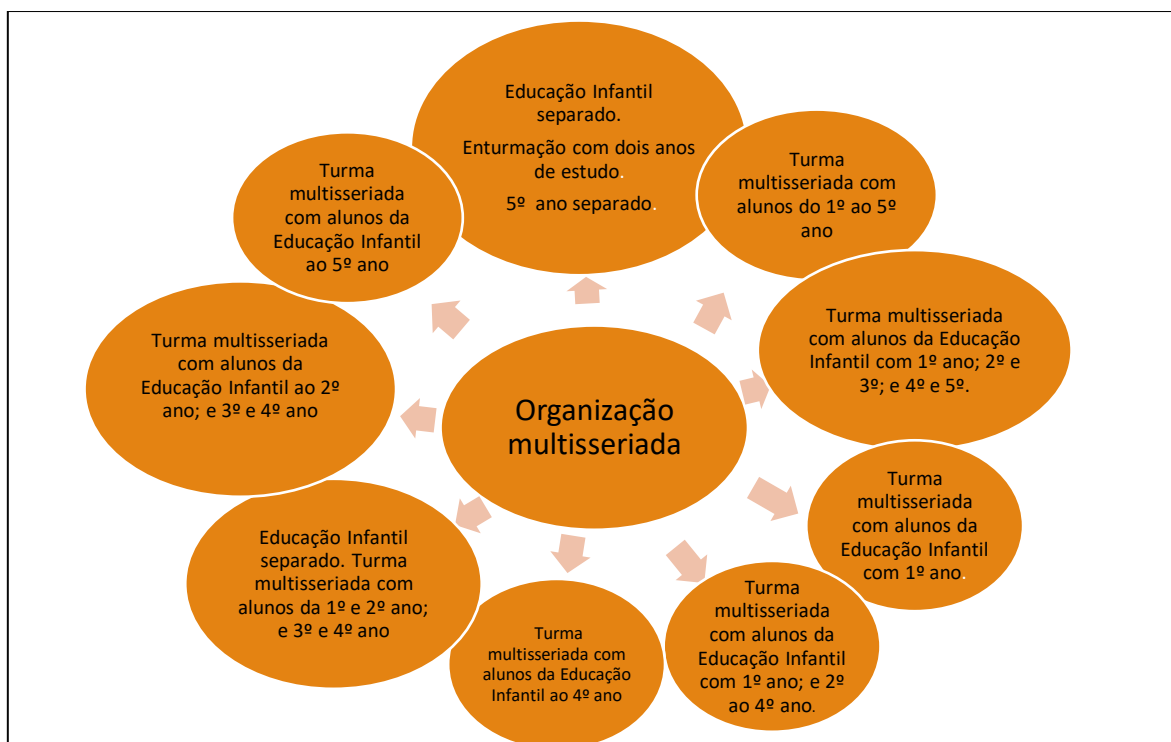 Educação Infantil
separado.
Enturmação com dois anos
de estudo.
5º ano separado.
Turma
multisseriada com
alunos do 1º ao 5º
ano
Turma multisseriada
com alunos da Educação
Infantil com 1º ano; 2º e
3º; e 4º e 5º.
Turma
multisseriada
com alunos da
Educação Infantil
com 1º ano.
Turma
multisseriada
com alunos da
Educação Infantil
com 1º ano; e 2º
ao 4º ano.
Turma
multisseriada com
alunos da Educação
Infantil ao 4º ano
Educação Infantil
separado. Turma
multisseriada com
alunos da 1º e 2º ano;
e 3º e 4º ano
Turma multisseriada
com alunos da
Educação Infantil ao 2º
ano; e 3º e 4º ano
Turma
multisseriada
com alunos da
Educação Infantil
ao 5º ano
Organização
multisseriada